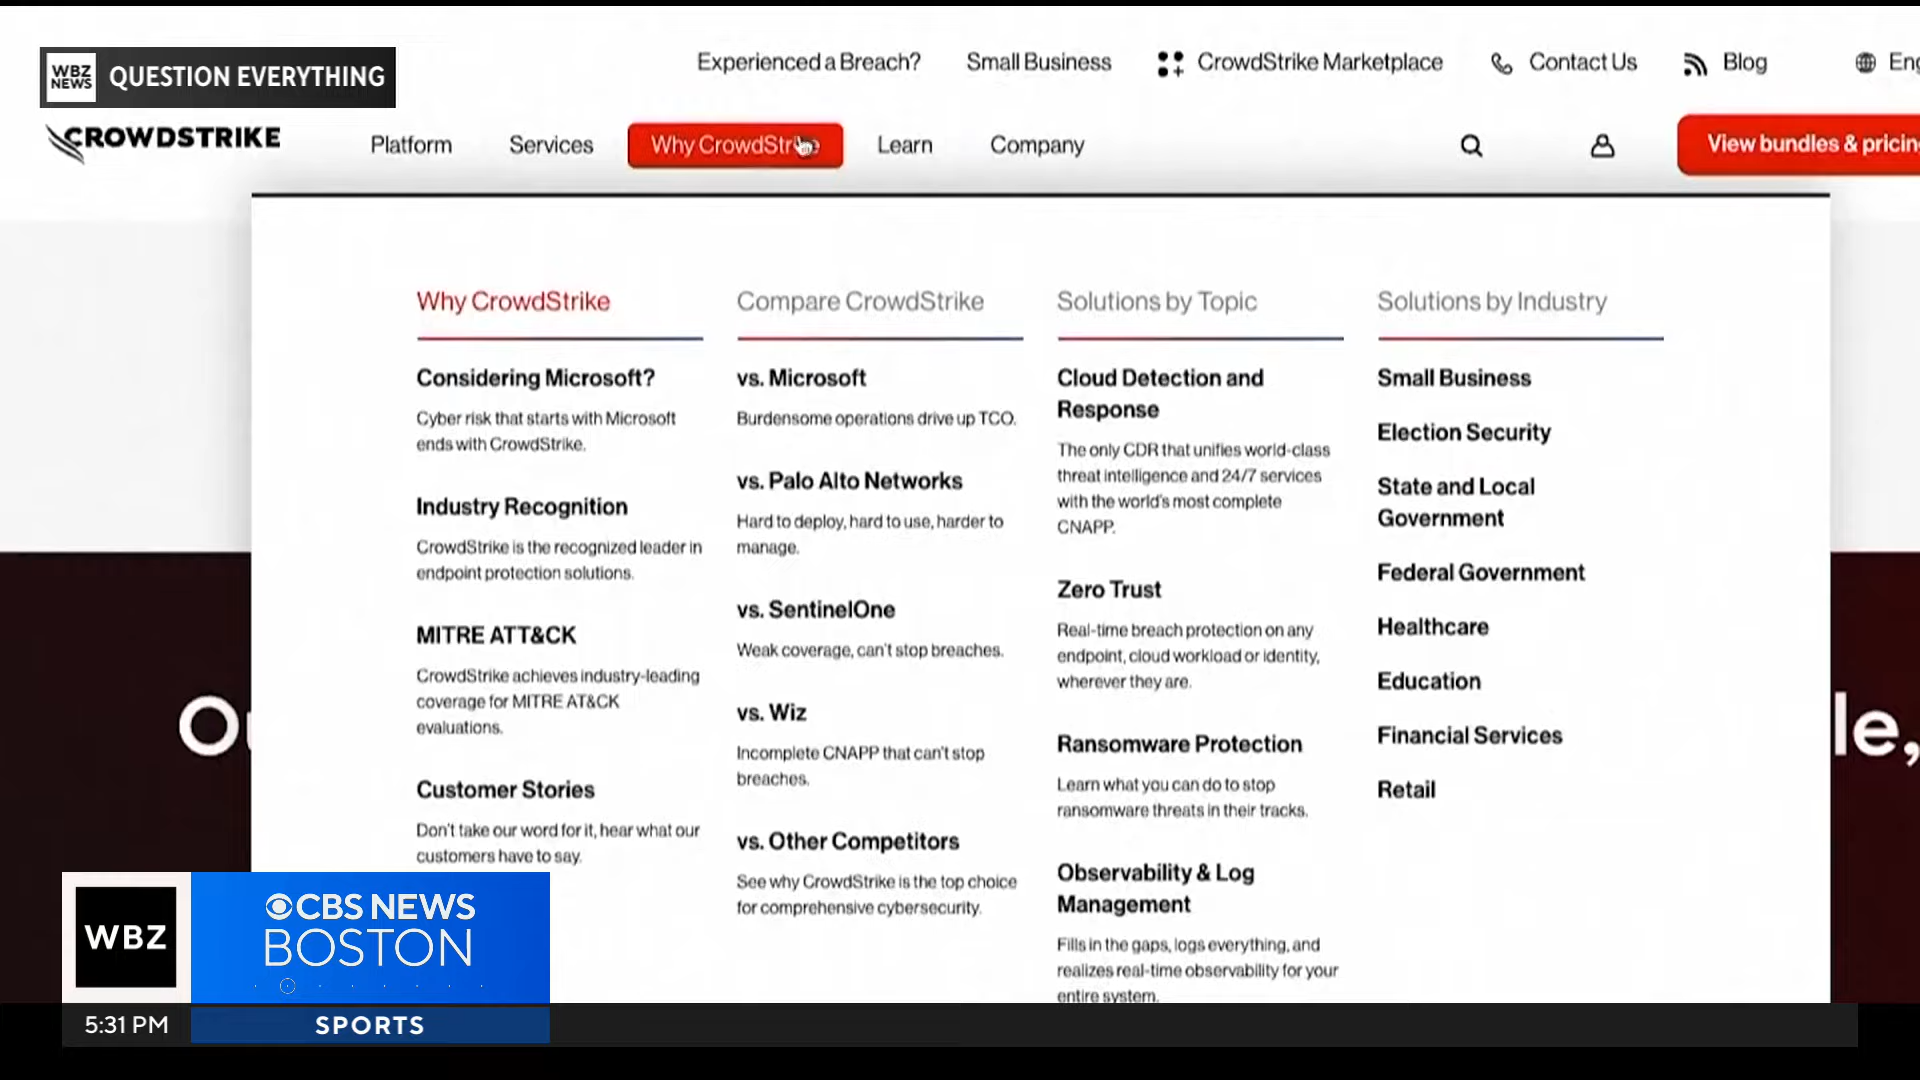 WBZ NEWS QUESTION EVERYTHING
Experienced a Breach? Small Business CrowdStrike Marketplace Contact Us Blog
CROWDSTRIKE Platform Services Why CrowdStrike Learn Company View bundles & pricin
Why CrowdStrike
Considering Microsoft?
Cyber risk that starts with Microsoft
ends with CrowdStrike.
Industry Recognition
CrowdStrike is the recognized leader in
endpoint protection solutions.
MITRE ATT&CK
CrowdStrike achieves industry-leading
coverage for MITRE AT&CK
evaluations.
Customer Stories
Don't take our word for it, hear what our
customers have to say.
Compare CrowdStrike
vs. Microsoft
Burdensome operations drive up TCO.
vs. Palo Alto Networks
Hard to deploy, hard to use, harder to
manage.
vs. SentinelOne
Weak coverage, can't stop breaches.
vs. Wiz
Incomplete CNAPP that can't stop
breaches.
vs. Other Competitors
See why CrowdStrike is the top choice
for comprehensive cybersecurity.
Solutions by Topic
Cloud Detection and
Response
The only CDR that unifies world-class
threat intelligence and 24/7 services
with the world's most complete
CNAPP.
Zero Trust
Real-time breach protection on any
endpoint, cloud workload or identity,
wherever they are.
Ransomware Protection
Learn what you can do to stop
ransomware threats in their tracks.
Observability & Log
Management
Fills in the gaps, logs everything, and
realizes real-time observability for your
entire system.
Solutions by Industry
Small Business
Election Security
State and Local
Government
Federal Government
Healthcare
Education
Financial Services
Retail
WBZ
CBS NEWS
BOSTON
5:31 PM SPORTS